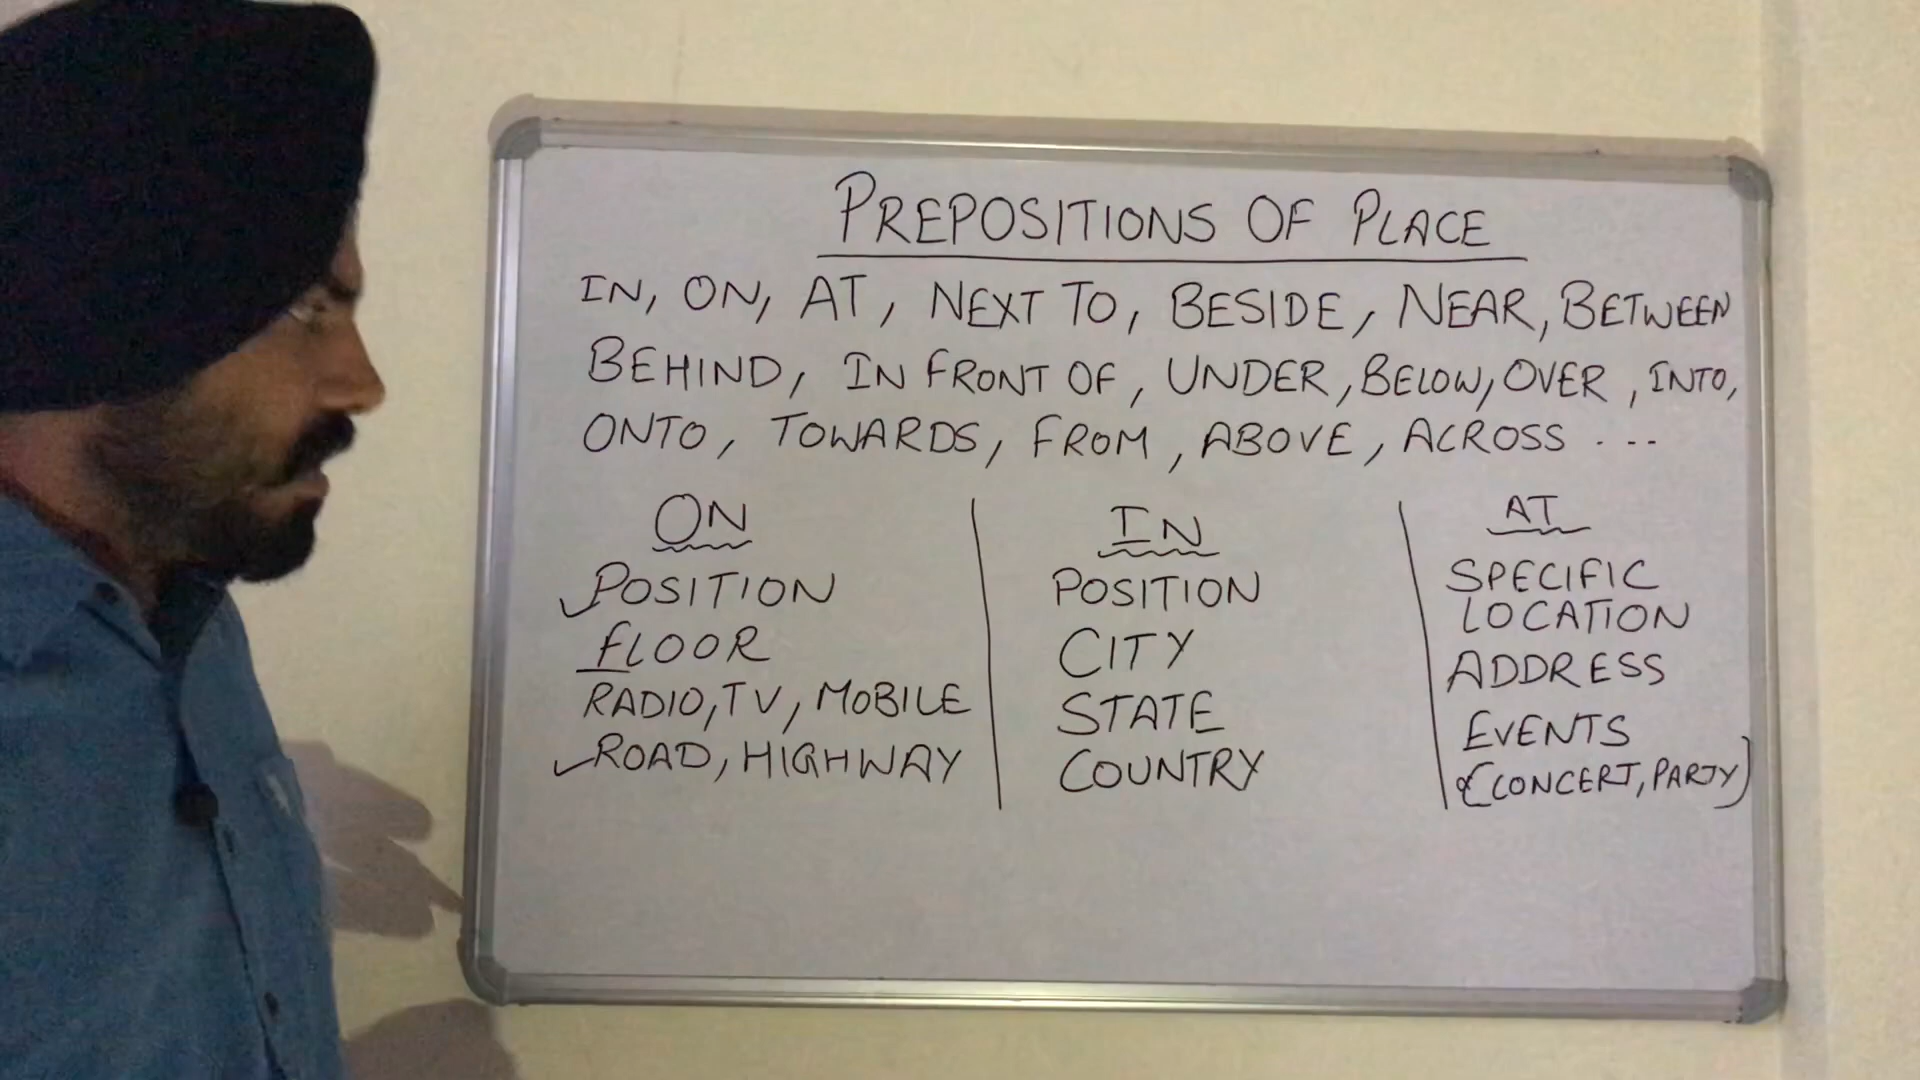 PREPOSITIONS OF PLACE
IN, ON, AT, NEXT TO, BESIDE, NEAR, BETWEEN
BEHIND, IN FRONT OF, UNDER, BELOW, OVER, INTO,
ONTO, TOWARDS, FROM, ABOVE, ACROSS ....
ON
POSITION
FLOOR
RADIO, TV, MOBILE
ROAD, HIGHWAY
IN
POSITION
CITY
STATE
COUNTRY
AT
SPECIFIC
LOCATION
ADDRESS
EVENTS
(CONCERT, PARTY)